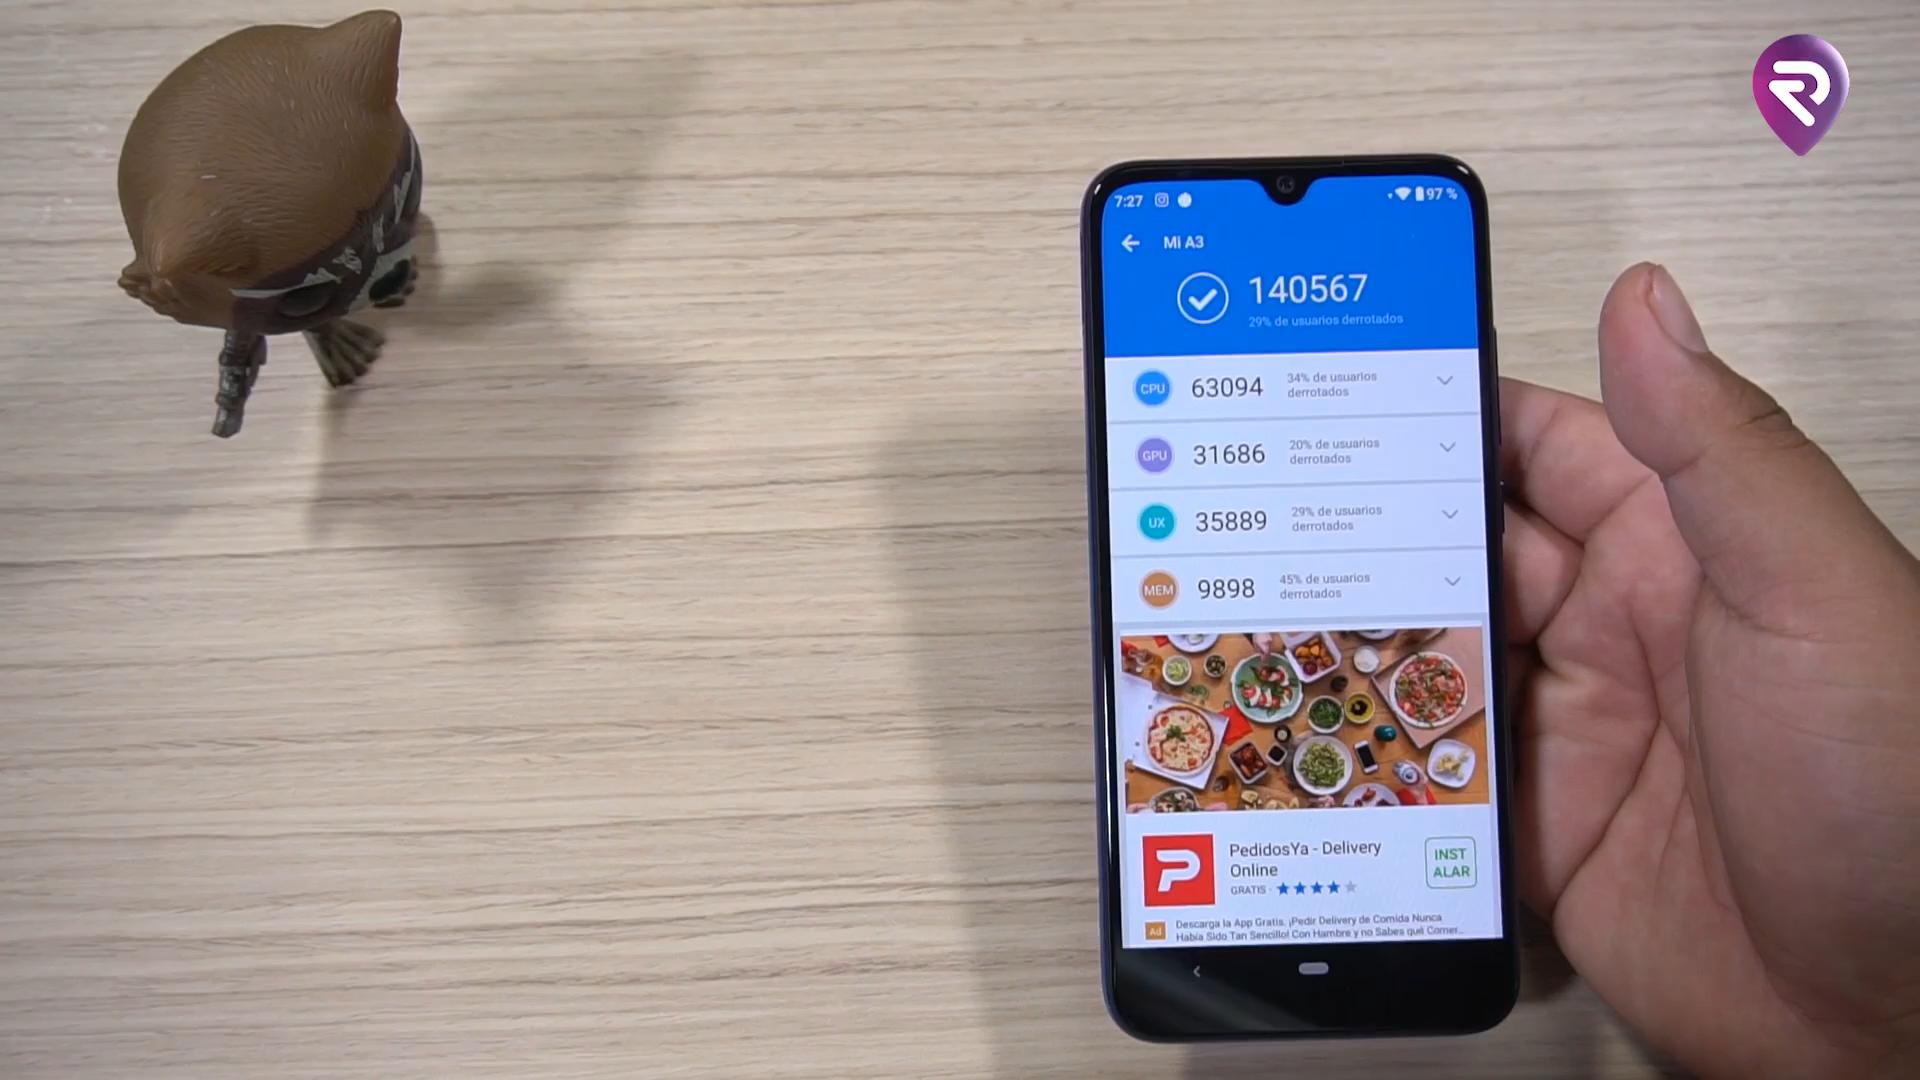 7:27
97 %
Mi A3
140567
29% de usuarios derrotados
CPU
63094
34% de usuarios
derrotados
GPU
31686
20% de usuarios
derrotados
UX
35889
29% de usuarios
derrotados
MEM
9898
45% de usuarios
derrotados
PedidosYa - Delivery
Online
GRATIS
INST
ALAR
Ad
Descarga la App Gratis. ¡Pedir Delivery de Comida Nunca
Había Sido Tan Sencillo! Con Hambre y no Sabes qué Comer...